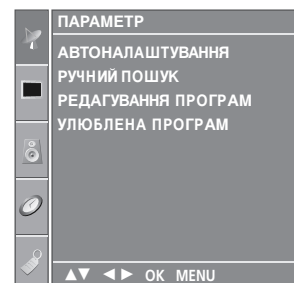 ПАРАМЕТР
АВТОНАЛАШТУВАННЯ
РУЧНИЙ ПОШУК
РЕДАГУВАННЯ ПРОГРАМ
УЛЮБЛЕНА ПРОГРАМ
▲▼ ◄► OK MENU